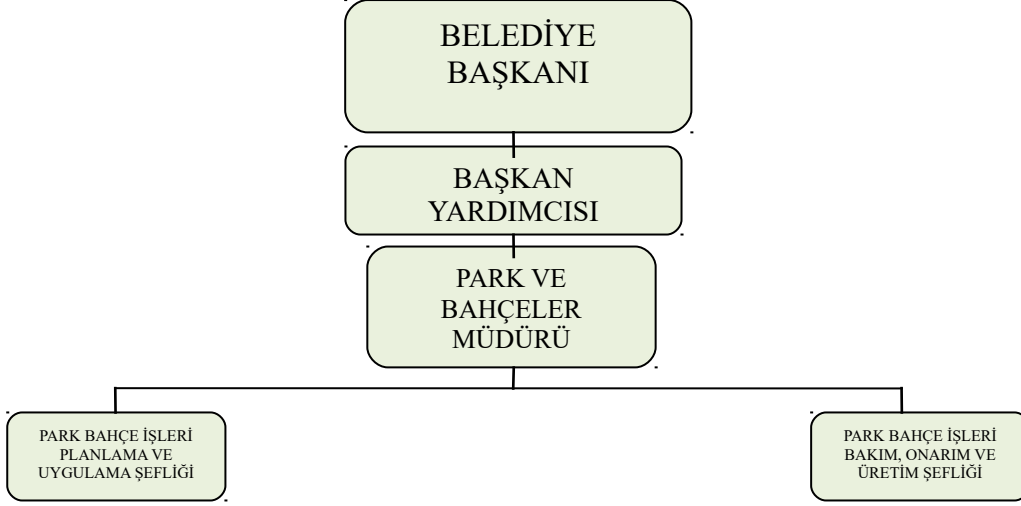 BELEDİYE
BAŞKANI
BAŞKAN
YARDIMCISI
PARK VE
BAHÇELER
MÜDÜRÜ
PARK BAHÇE İŞLERİ
PLANLAMA VE
UYGULAMA ŞEFLİĞİ
PARK BAHÇE İŞLERİ
BAKIM, ONARIM VE
ÜRETİM ŞEFLİĞİ